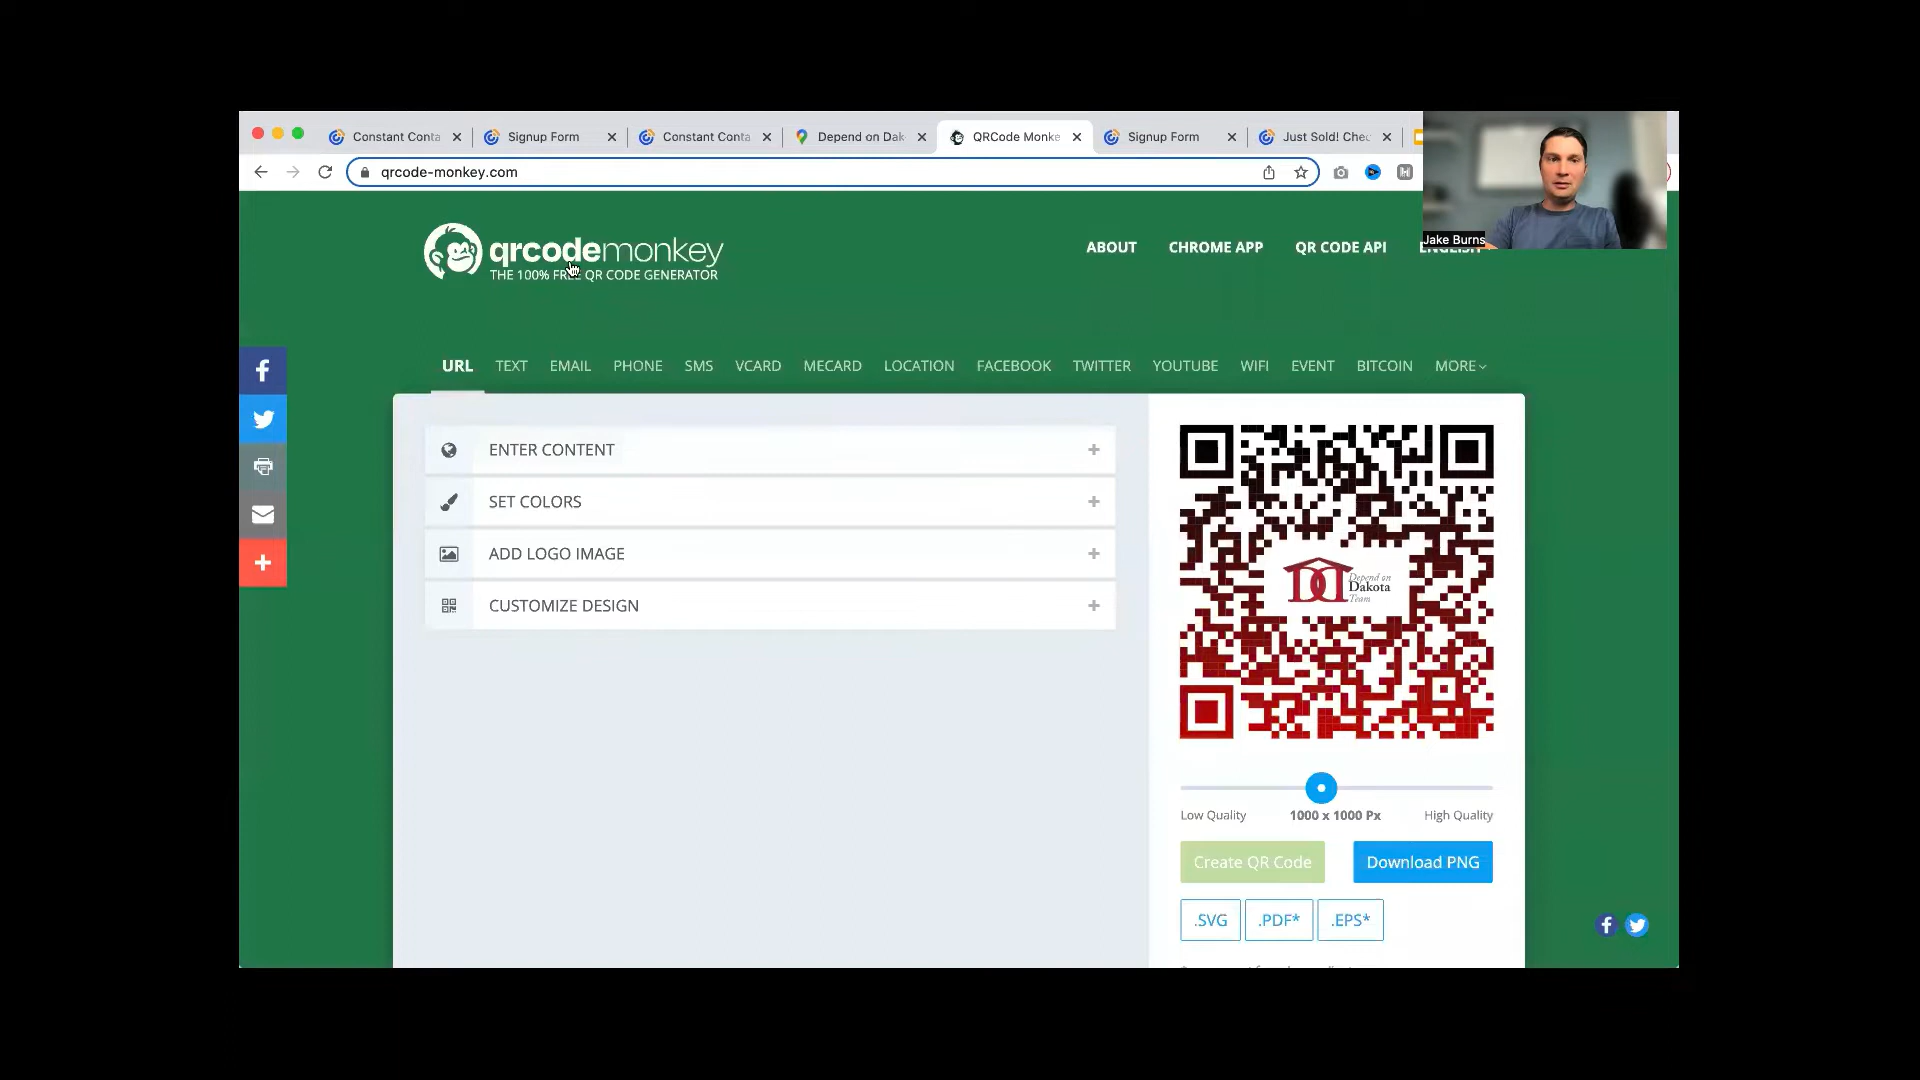 Constant Conta
Signup Form
Constant Conta
Depend on Dak
QRCode Monke
Signup Form
Just Sold! Chec
qrcode-monkey.com
Jake Burns
qrcodemonkey
THE 100% FREE QR CODE GENERATOR
ABOUT
CHROME APP
QR CODE API
ENGLISH
URL
TEXT
EMAIL
PHONE
SMS
VCARD
MECARD
LOCATION
FACEBOOK
TWITTER
YOUTUBE
WIFI
EVENT
BITCOIN
MORE
ENTER CONTENT
SET COLORS
ADD LOGO IMAGE
CUSTOMIZE DESIGN
Depend on
Dakota
Team
Low Quality
1000 x 1000 Px
High Quality
Create QR Code
Download PNG
.SVG
.PDF*
.EPS*